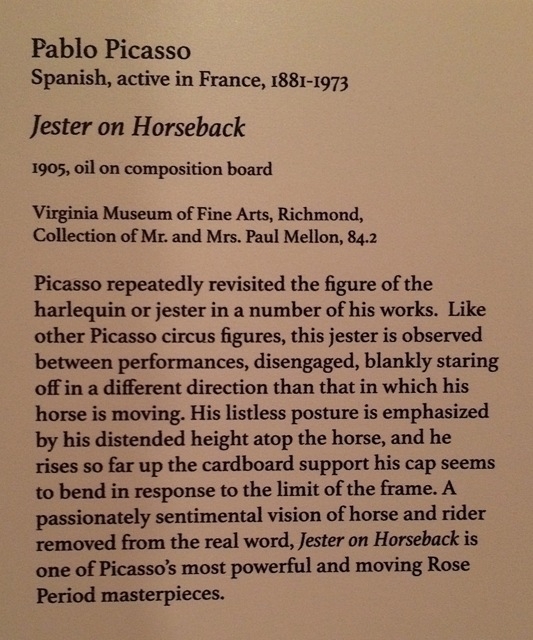 Pablo Picasso
Spanish, active in France, 1881-1973
Jester on Horseback
1905, oil on composition board
Virginia Museum of Fine Arts, Richmond,
Collection of Mr. and Mrs. Paul Mellon, 84.2
Picasso repeatedly revisited the figure of the
harlequin or jester in a number of his works. Like
other Picasso circus figures, this jester is observed
between performances, disengaged, blankly staring
off in a different direction than that in which his
horse is moving. His listless posture is emphasized
by his distended height atop the horse, and he
rises so far up the cardboard support his cap seems
to bend in response to the limit of the frame. A
passionately sentimental vision of horse and rider
removed from the real word, Jester on Horseback is
one of Picasso's most powerful and moving Rose
Period masterpieces.